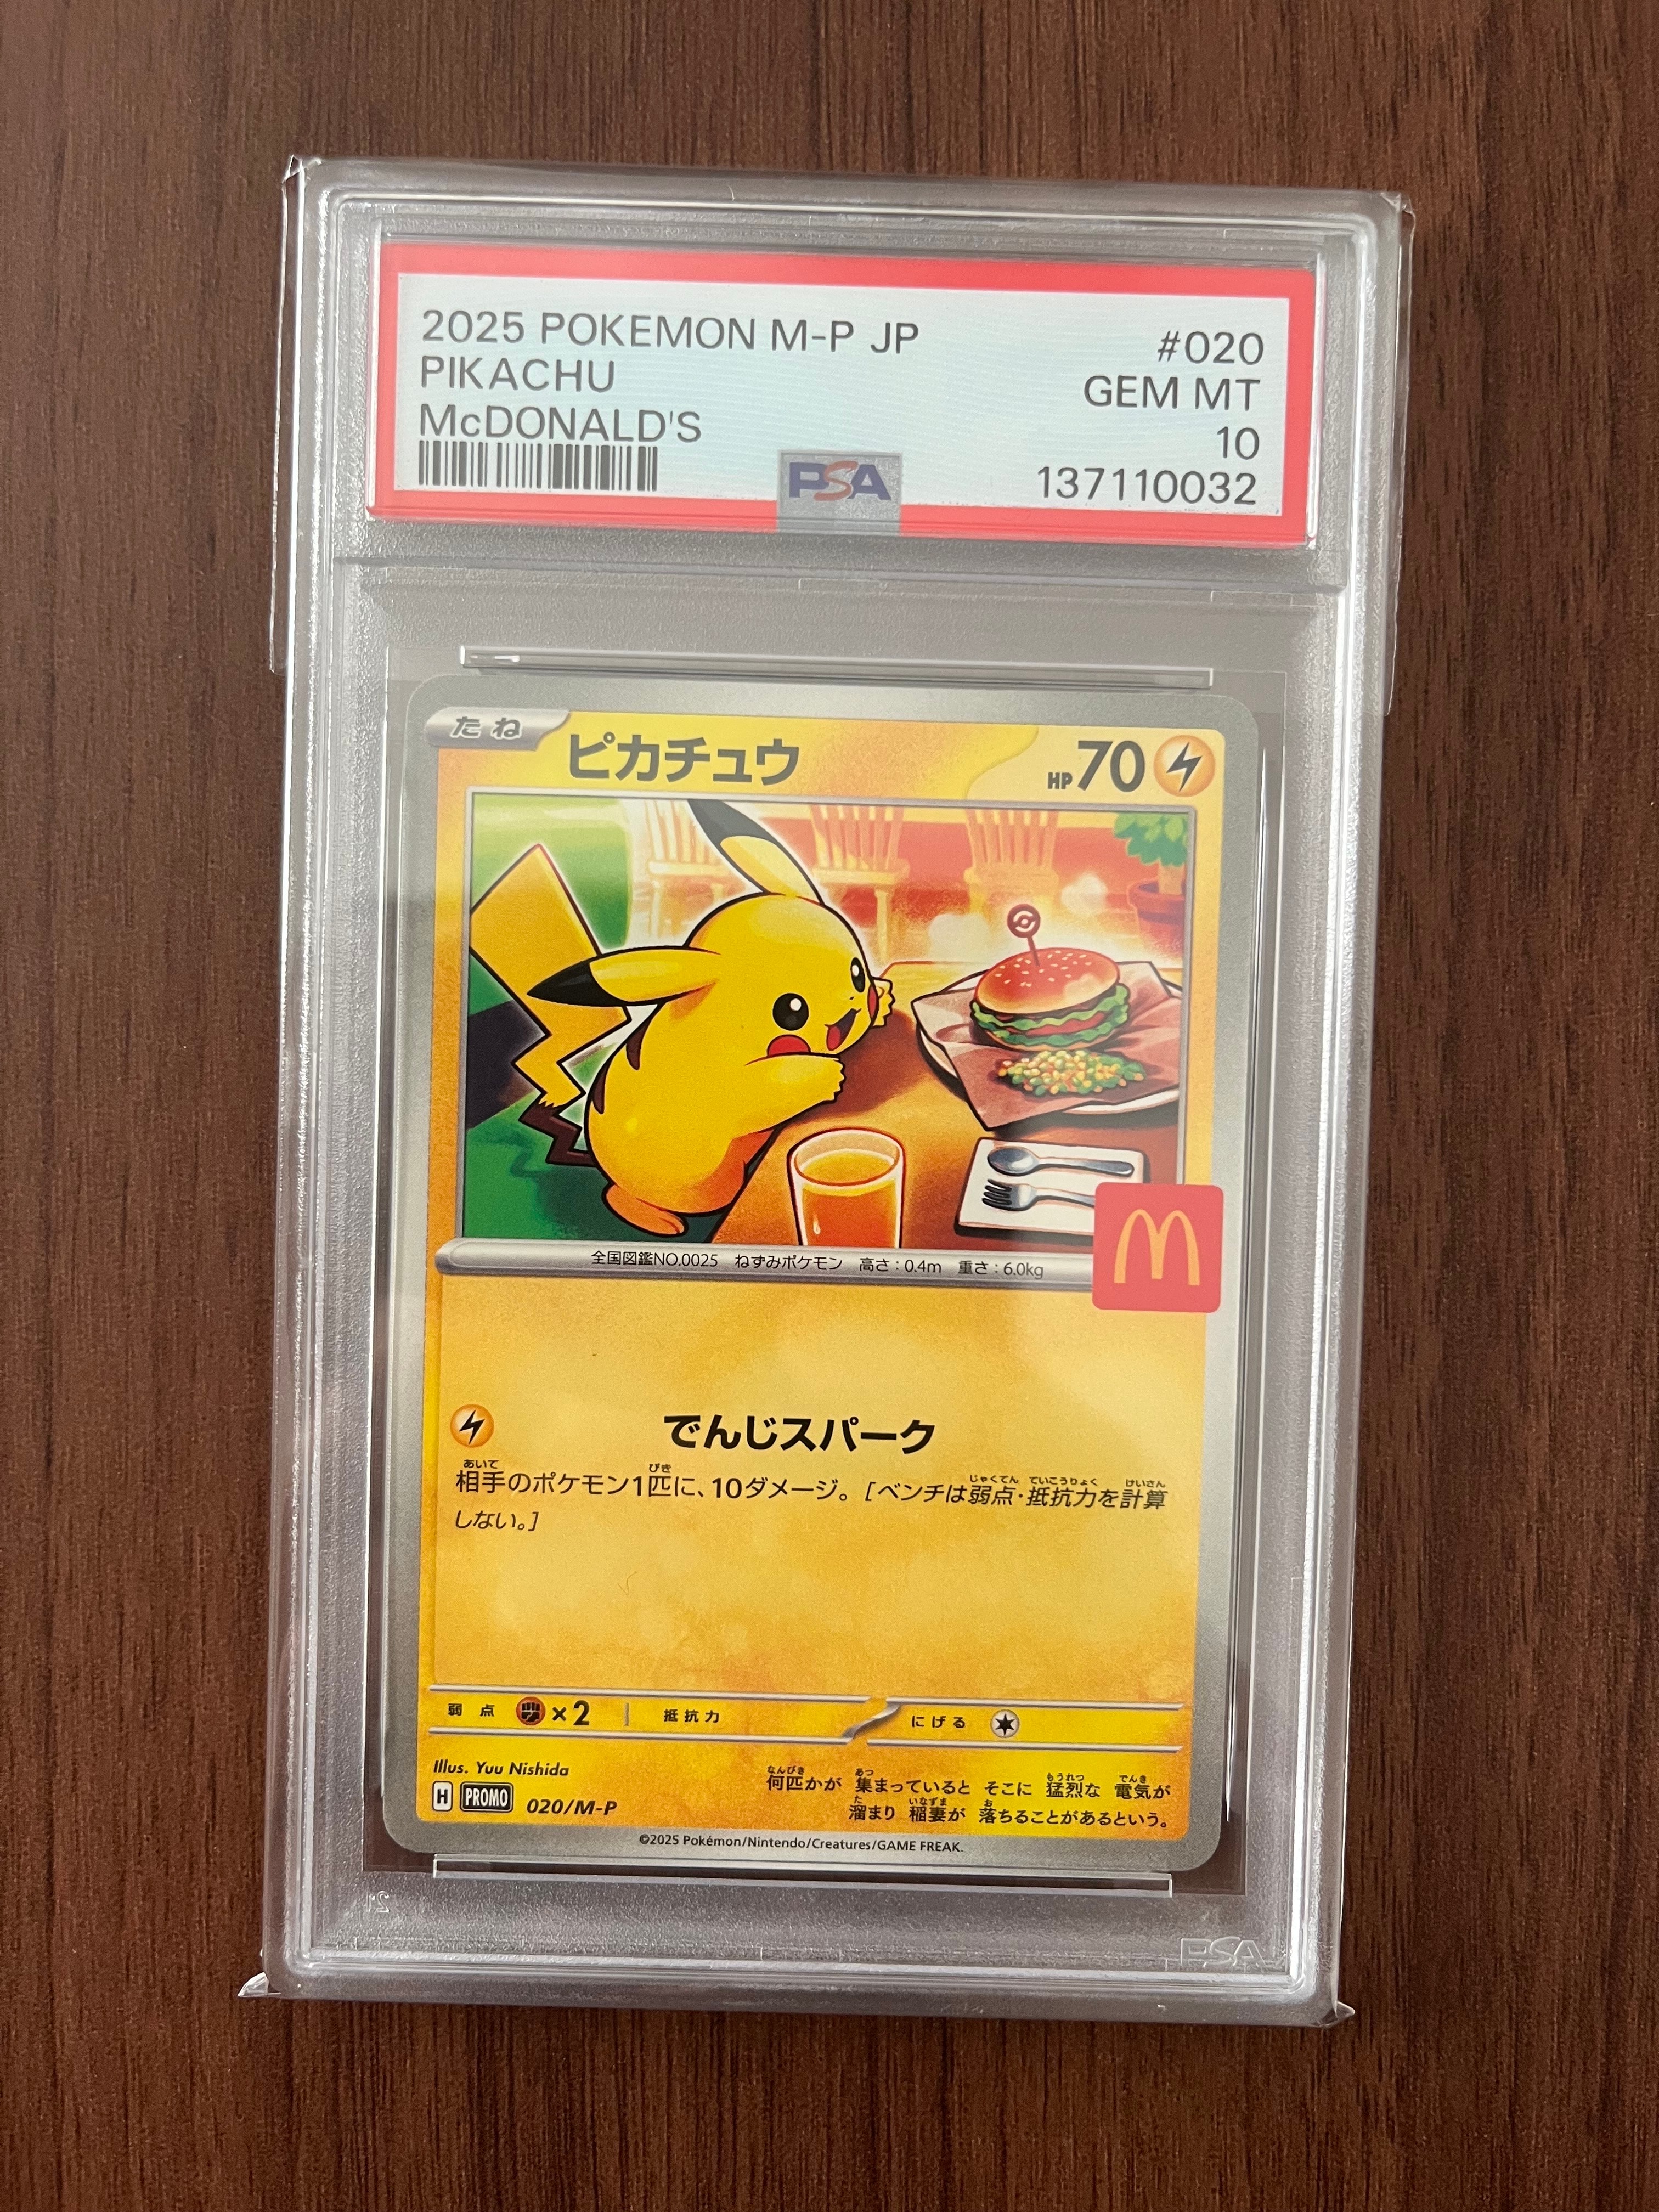 2025 POKEMON M-P JP #020
PIKACHU GEM MT
McDONALD'S 10
PSA 137110032
たね ピカチュウ HP70
M
全国図鑑NO.0025 ねずみポケモン 高さ:0.4m 重さ:6.0kg
でんじスパーク
相手のポケモン1匹に、10ダメージ。[ベンチは弱点・抵抗力を計算
しない。]
弱点 ×2 抵抗力 にげる
Illus. Yuu Nishida
H PROMO 020/M-P
何匹かが 集まっていると そこに 猛烈な 電気が
溜まり 稲妻が 落ちることがあるという。
©2025 Pokémon/Nintendo/Creatures/GAME FREAK.
PSA